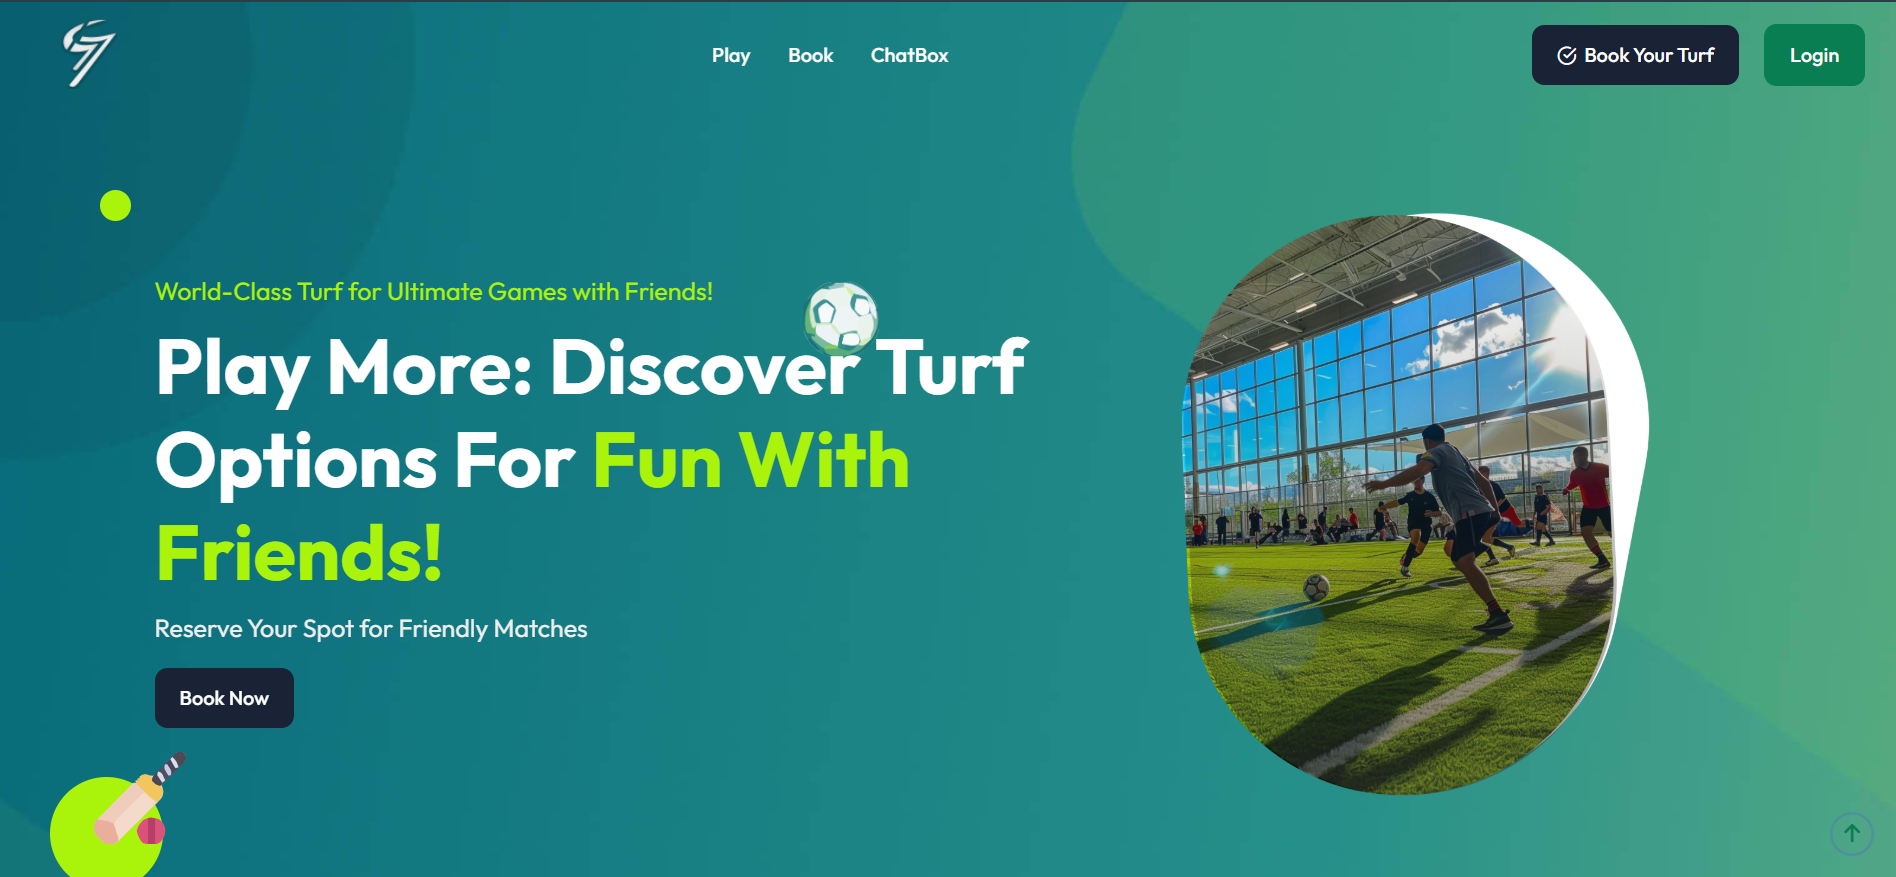 Play
Book
ChatBox
Book Your Turf
Login
World-Class Turf for Ultimate Games with Friends!
Play More: Discover Turf
Options For Fun With
Friends!
Reserve Your Spot for Friendly Matches
Book Now